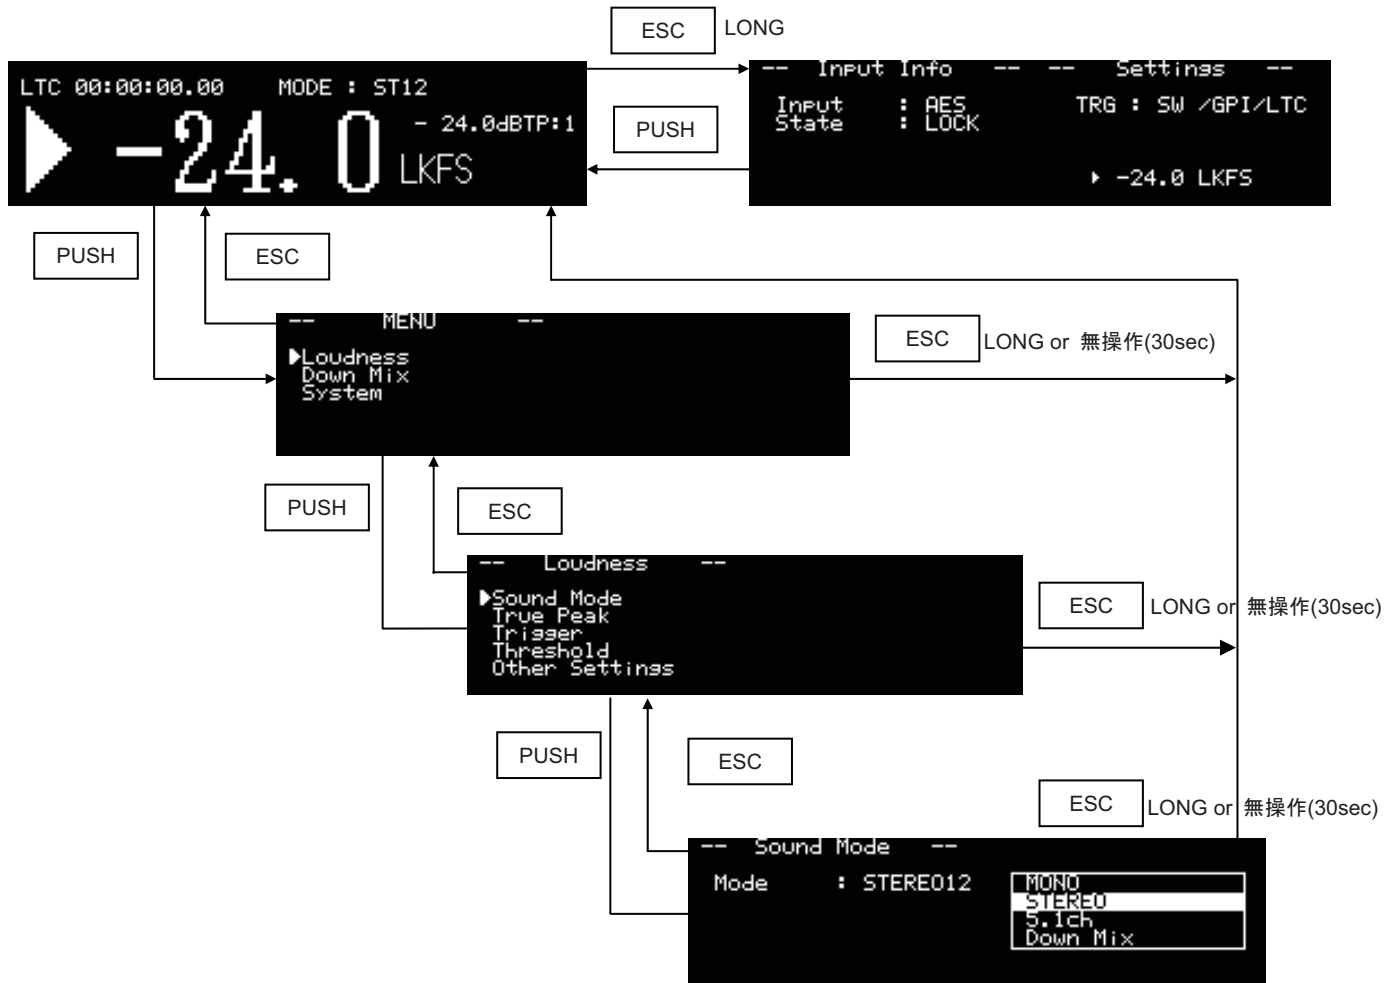 ESC LONG
LTC 00:00:00.00 MODE : ST12
- 24.0dBTP:1
-24.0 LKFS
PUSH
-- Input Info -- -- Settings --
Input : AES TRG : SW /GPI/LTC
State : LOCK
-24.0 LKFS
PUSH
ESC
-- MENU --
Loudness
Down Mix
System
ESC LONG or 無操作(30sec)
PUSH
ESC
-- Loudness --
Sound Mode
True Peak
Trigger
Threshold
Other Settings
ESC LONG or 無操作(30sec)
PUSH
ESC
ESC LONG or 無操作(30sec)
-- Sound Mode --
Mode : STEREO12
MONO
STEREO
5.1ch
Down Mix